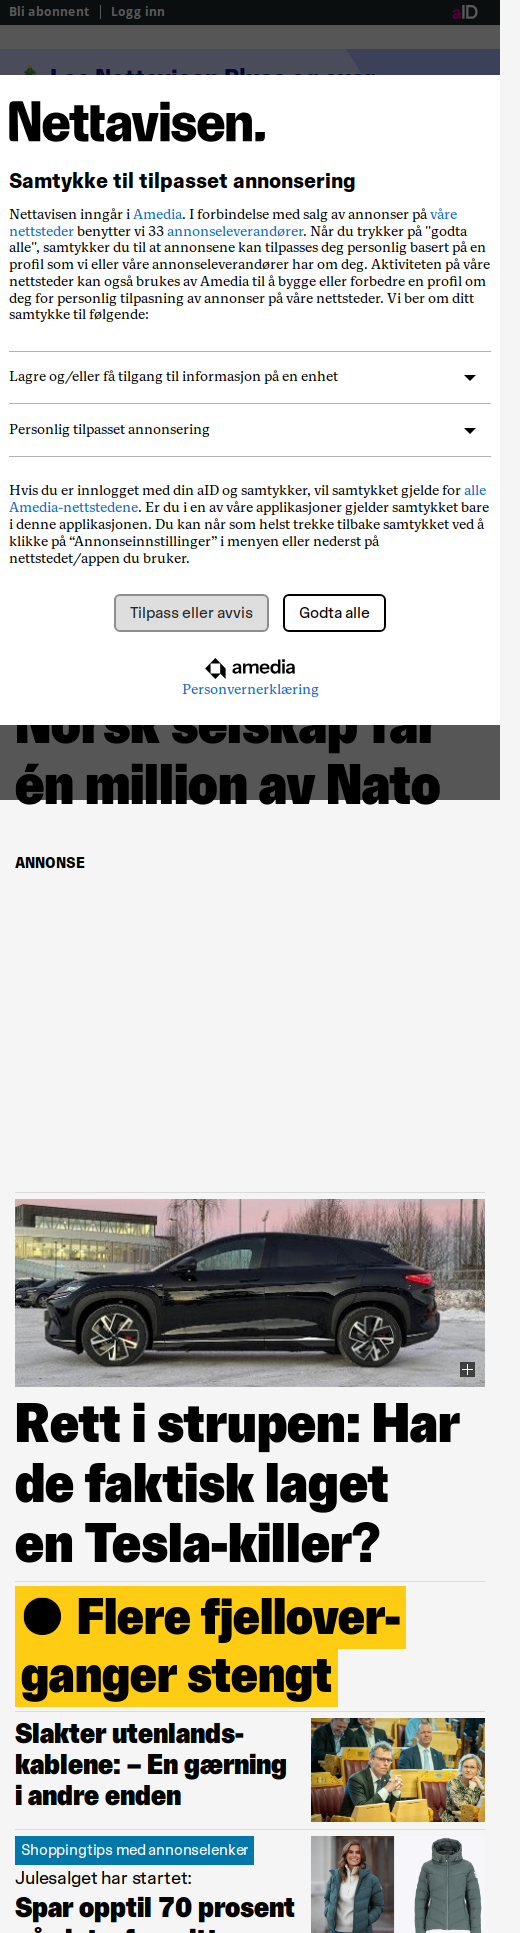 Bli abonnent | Logg inn
aID
Nettavisen.
Samtykke til tilpasset annonsering
Nettavisen inngår i Amedia. I forbindelse med salg av annonser på våre
nettsteder benytter vi 33 annonseleverandører. Når du trykker på "godta
alle", samtykker du til at annonsene kan tilpasses deg personlig basert på en
profil som vi eller våre annonseleverandører har om deg. Aktiviteten på våre
nettsteder kan også brukes av Amedia til å bygge eller forbedre en profil om
deg for personlig tilpasning av annonser på våre nettsteder. Vi ber om ditt
samtykke til følgende:
Lagre og/eller få tilgang til informasjon på en enhet
Personlig tilpasset annonsering
Hvis du er innlogget med din aID og samtykker, vil samtykket gjelde for alle
Amedia-nettstedene. Er du i en av våre applikasjoner gjelder samtykket bare
i denne applikasjonen. Du kan når som helst trekke tilbake samtykket ved å
klikke på “Annonseinnstillinger” i menyen eller nederst på
nettstedet/appen du bruker.
Tilpass eller avvis
Godta alle
amedia
Personvernerklæring
Norsk selskap får
én million av Nato
ANNONSE
Rett i strupen: Har
de faktisk laget
en Tesla-killer?
● Flere fjellover-
ganger stengt
Slakter utenlands-
kablene: – En gærning
i andre enden
Shoppingtips med annonselenker
Julesalget har startet:
Spar opptil 70 prosent